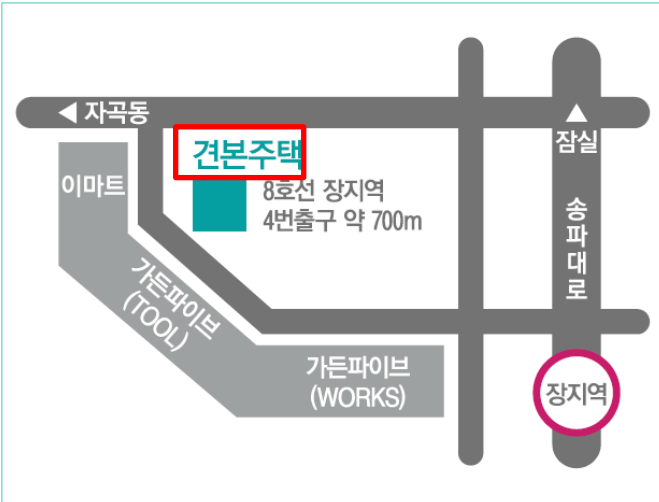 ◀ 자곡동
잠실
견본주택
이마트
8호선 장지역
4번출구 약 700m
송파대로
가든파이브
(TOOL)
가든파이브
(WORKS)
장지역